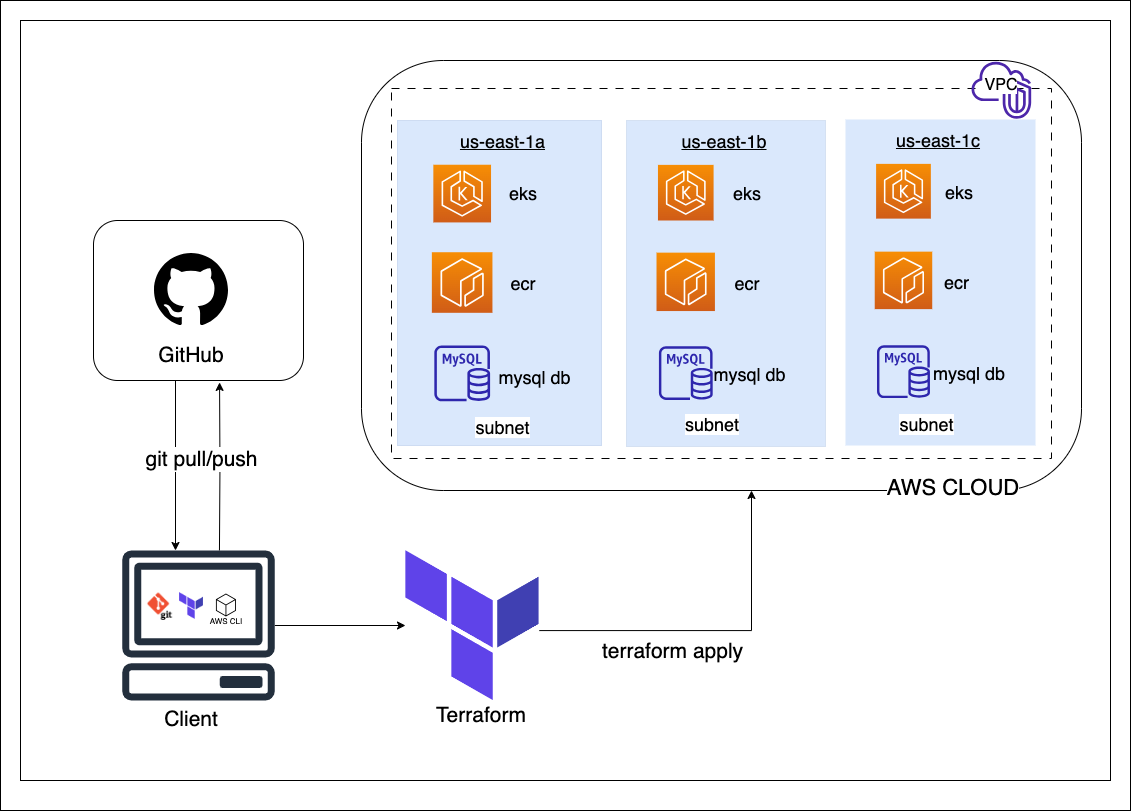 VPC
us-east-1a
eks
ecr
MySQL
mysql db
subnet
us-east-1b
eks
ecr
MySQL
mysql db
subnet
us-east-1c
eks
ecr
MySQL
mysql db
subnet
AWS CLOUD
GitHub
git pull/push
git
AWS CLI
Client
Terraform
terraform apply